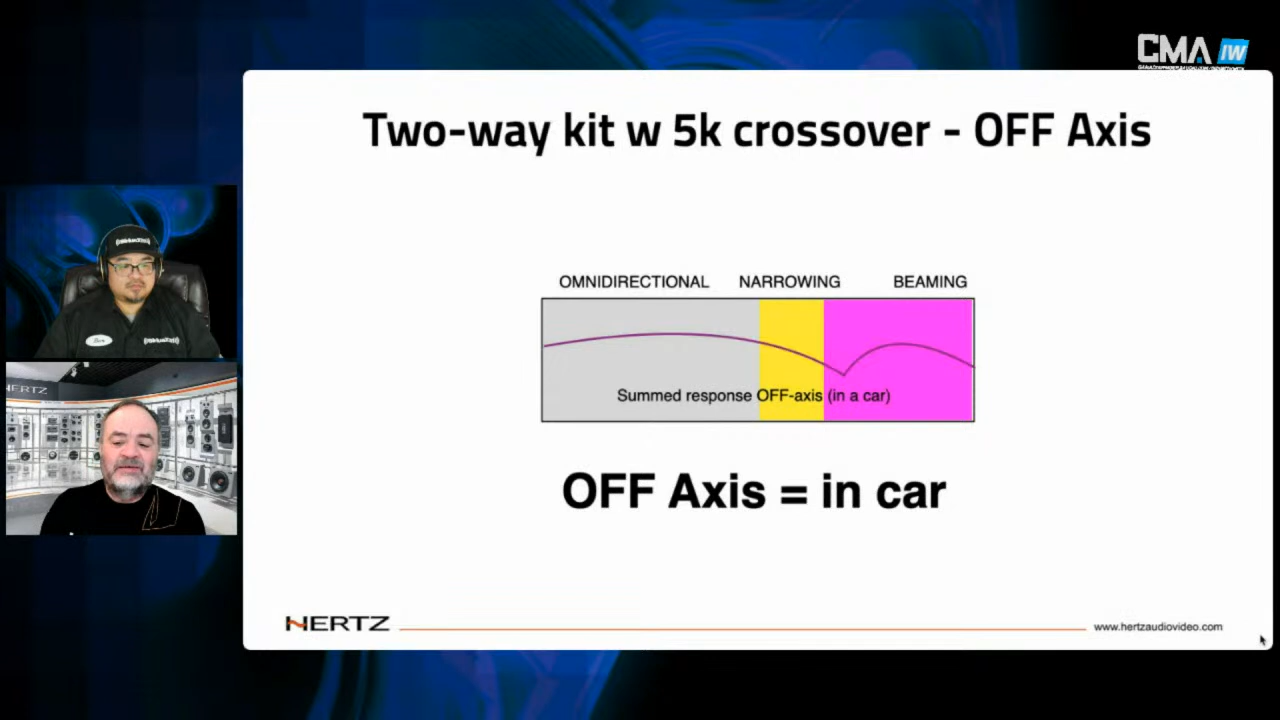 CMA IW
Two-way kit w 5k crossover - OFF Axis
OMNIDIRECTIONAL NARROWING BEAMING
Summed response OFF-axis (in a car)
OFF Axis = in car
HERTZ
www.hertzaudiovideo.com
HERTZ